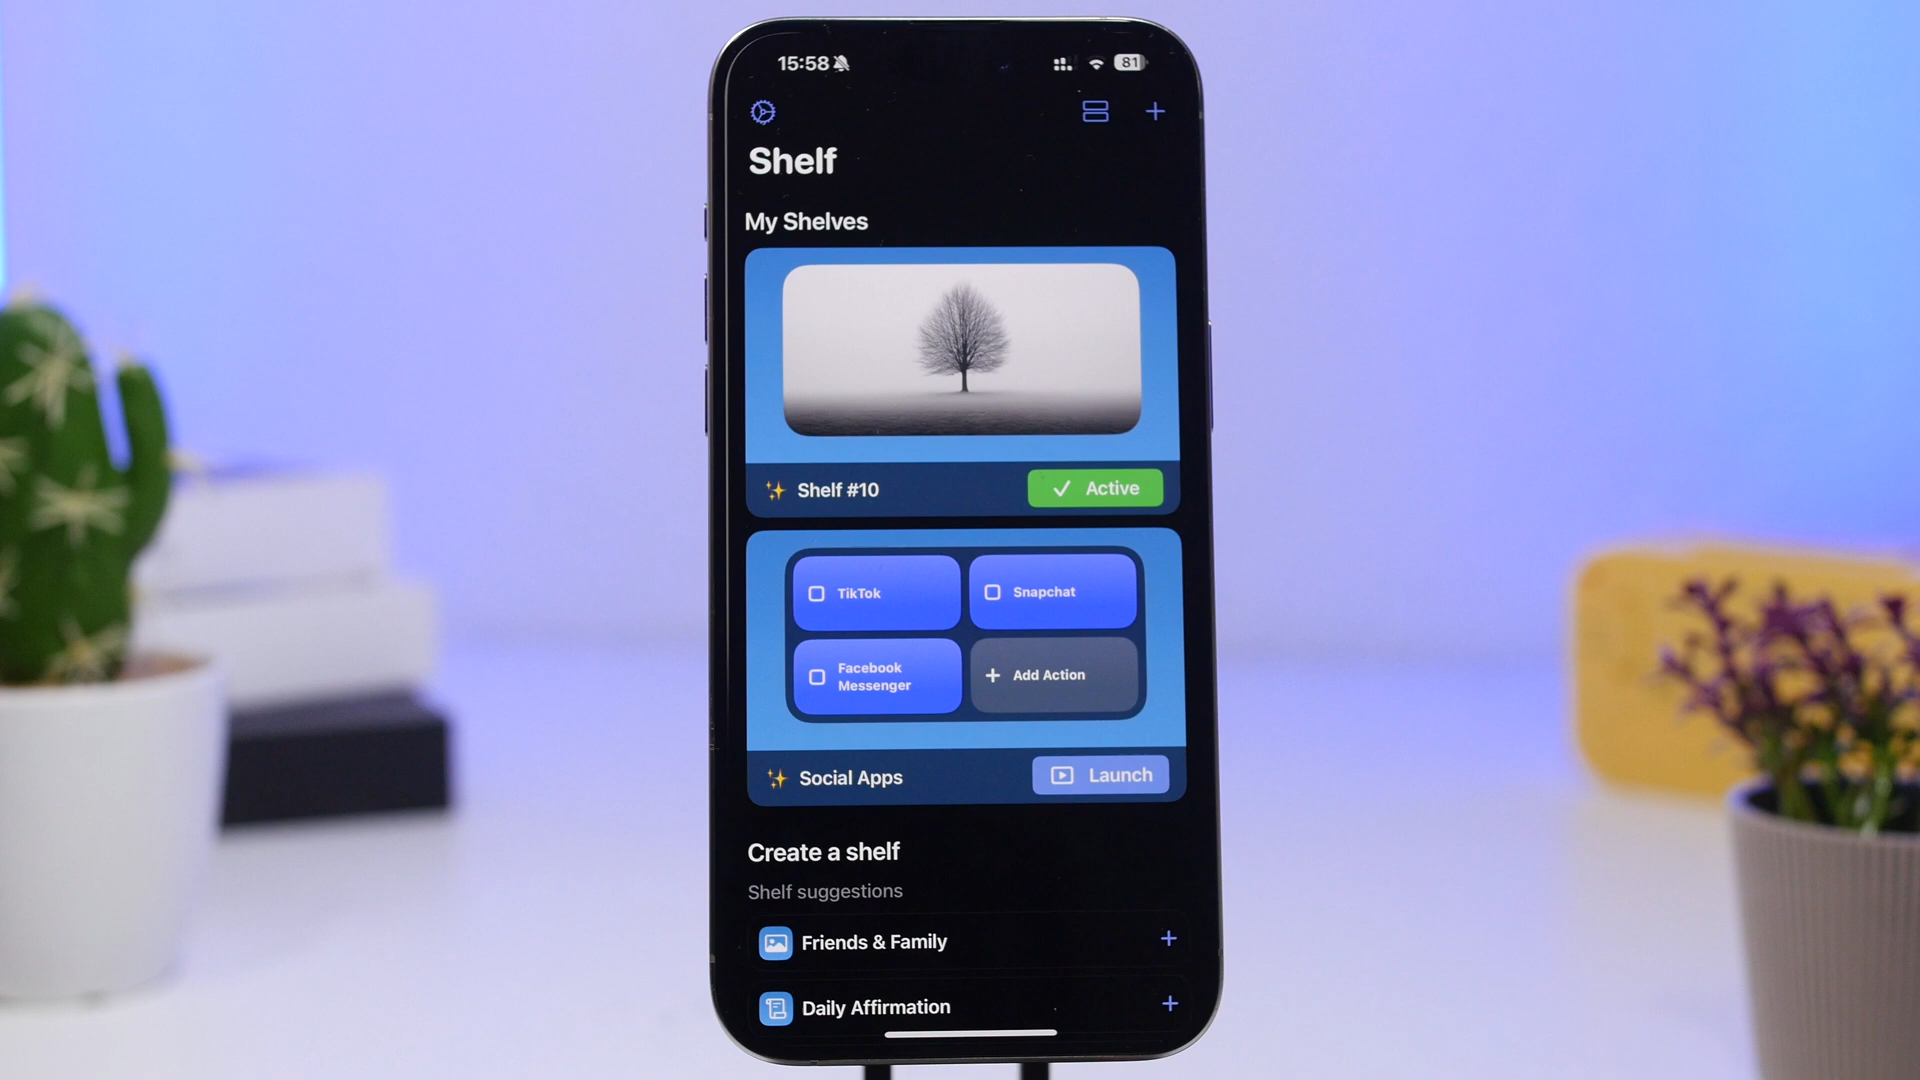 15:58
81
Shelf
My Shelves
Shelf #10
Active
TikTok
Snapchat
Facebook
Messenger
Add Action
Social Apps
Launch
Create a shelf
Shelf suggestions
Friends & Family
Daily Affirmation